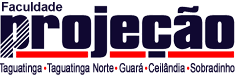 Faculdade
projeção
Taguatinga · Taguatinga Norte · Guará · Ceilândia · Sobradinho